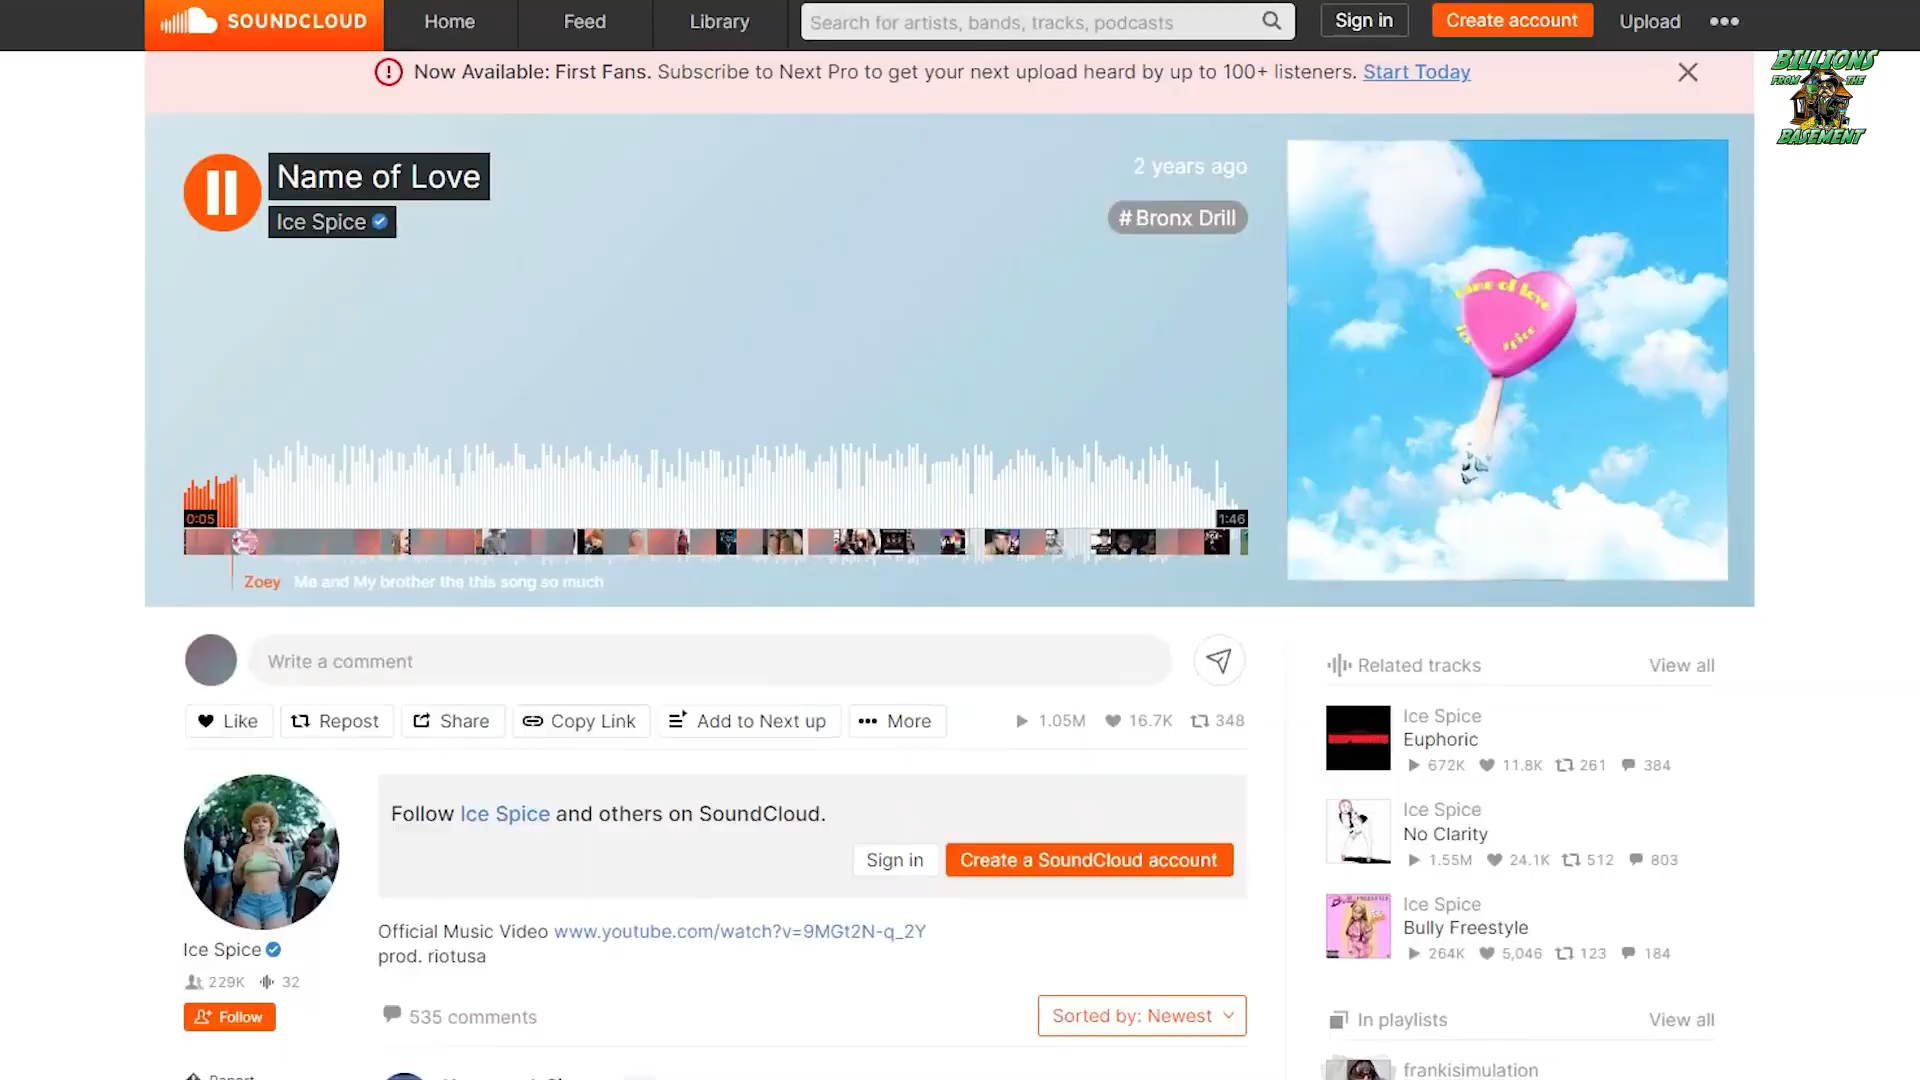 SOUNDCLOUD
Home
Feed
Library
Search for artists, bands, tracks, podcasts
Sign in
Create account
Upload
BILLIONS
FROM THE
BASEMENT
Now Available: First Fans. Subscribe to Next Pro to get your next upload heard by up to 100+ listeners. Start Today
Name of Love
2 years ago
Ice Spice
# Bronx Drill
name of Love
ice spice
0:05
1:46
Zoey Me and My brother the this song so much
Write a comment
Related tracks
View all
Like
Repost
Share
Copy Link
Add to Next up
More
1.05M
16.7K
348
Ice Spice
Euphoric
672K 11.8K 261 384
Ice Spice
No Clarity
1.55M 24.1K 512 803
Ice Spice
Bully Freestyle
264K 5,046 123 184
Follow Ice Spice and others on SoundCloud.
Sign in
Create a SoundCloud account
Official Music Video www.youtube.com/watch?v=9MGt2N-q_2Y
prod. riotusa
Ice Spice
229K 32
Follow
535 comments
Sorted by: Newest
In playlists
View all
frankisimulation